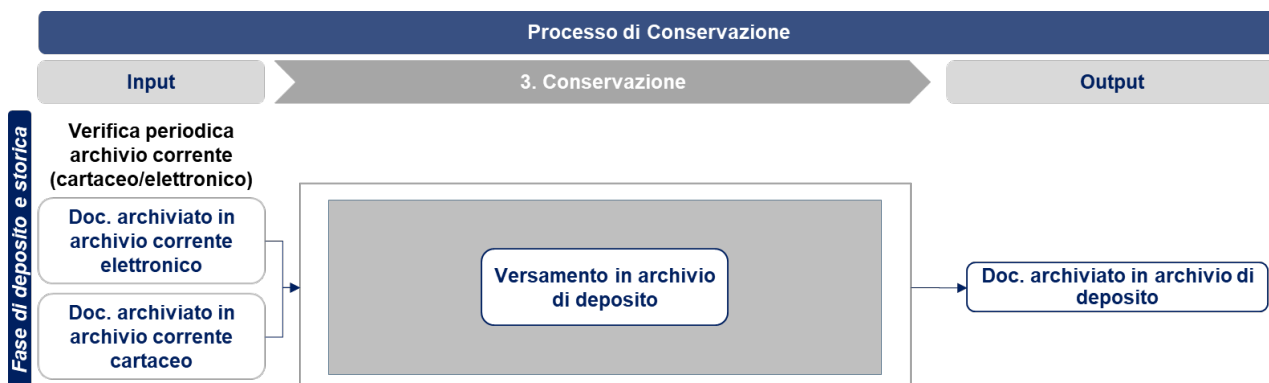 Processo di Conservazione
Input
3. Conservazione
Output
Fase di deposito e storica
Verifica periodica
archivio corrente
(cartaceo/elettronico)
Doc. archiviato in
archivio corrente
elettronico
Doc. archiviato in
archivio corrente
cartaceo
Versamento in archivio
di deposito
Doc. archiviato in archivio di
deposito